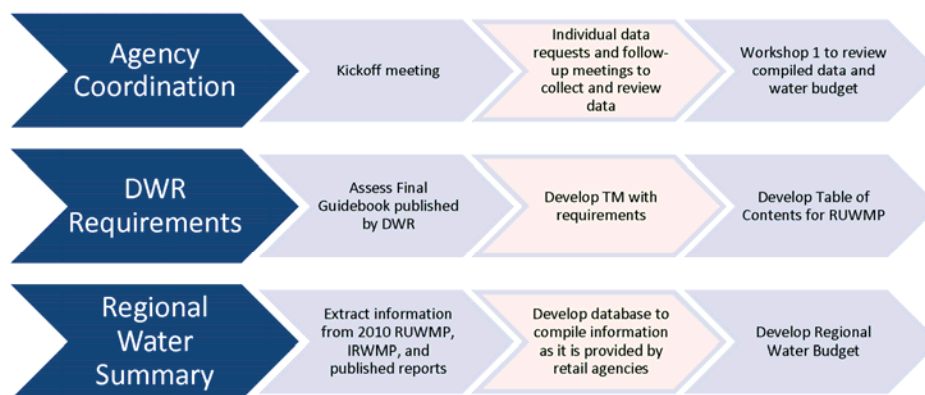 Agency
Coordination
Kickoff meeting
Individual data
requests and follow-
up meetings to
collect and review
data
Workshop 1 to review
compiled data and
water budget
DWR
Requirements
Assess Final
Guidebook published
by DWR
Develop TM with
requirements
Develop Table of
Contents for RUWMP
Regional
Water
Summary
Extract information
from 2010 RUWMP,
IRWMP, and
published reports
Develop database to
compile information
as it is provided by
retail agencies
Develop Regional
Water Budget